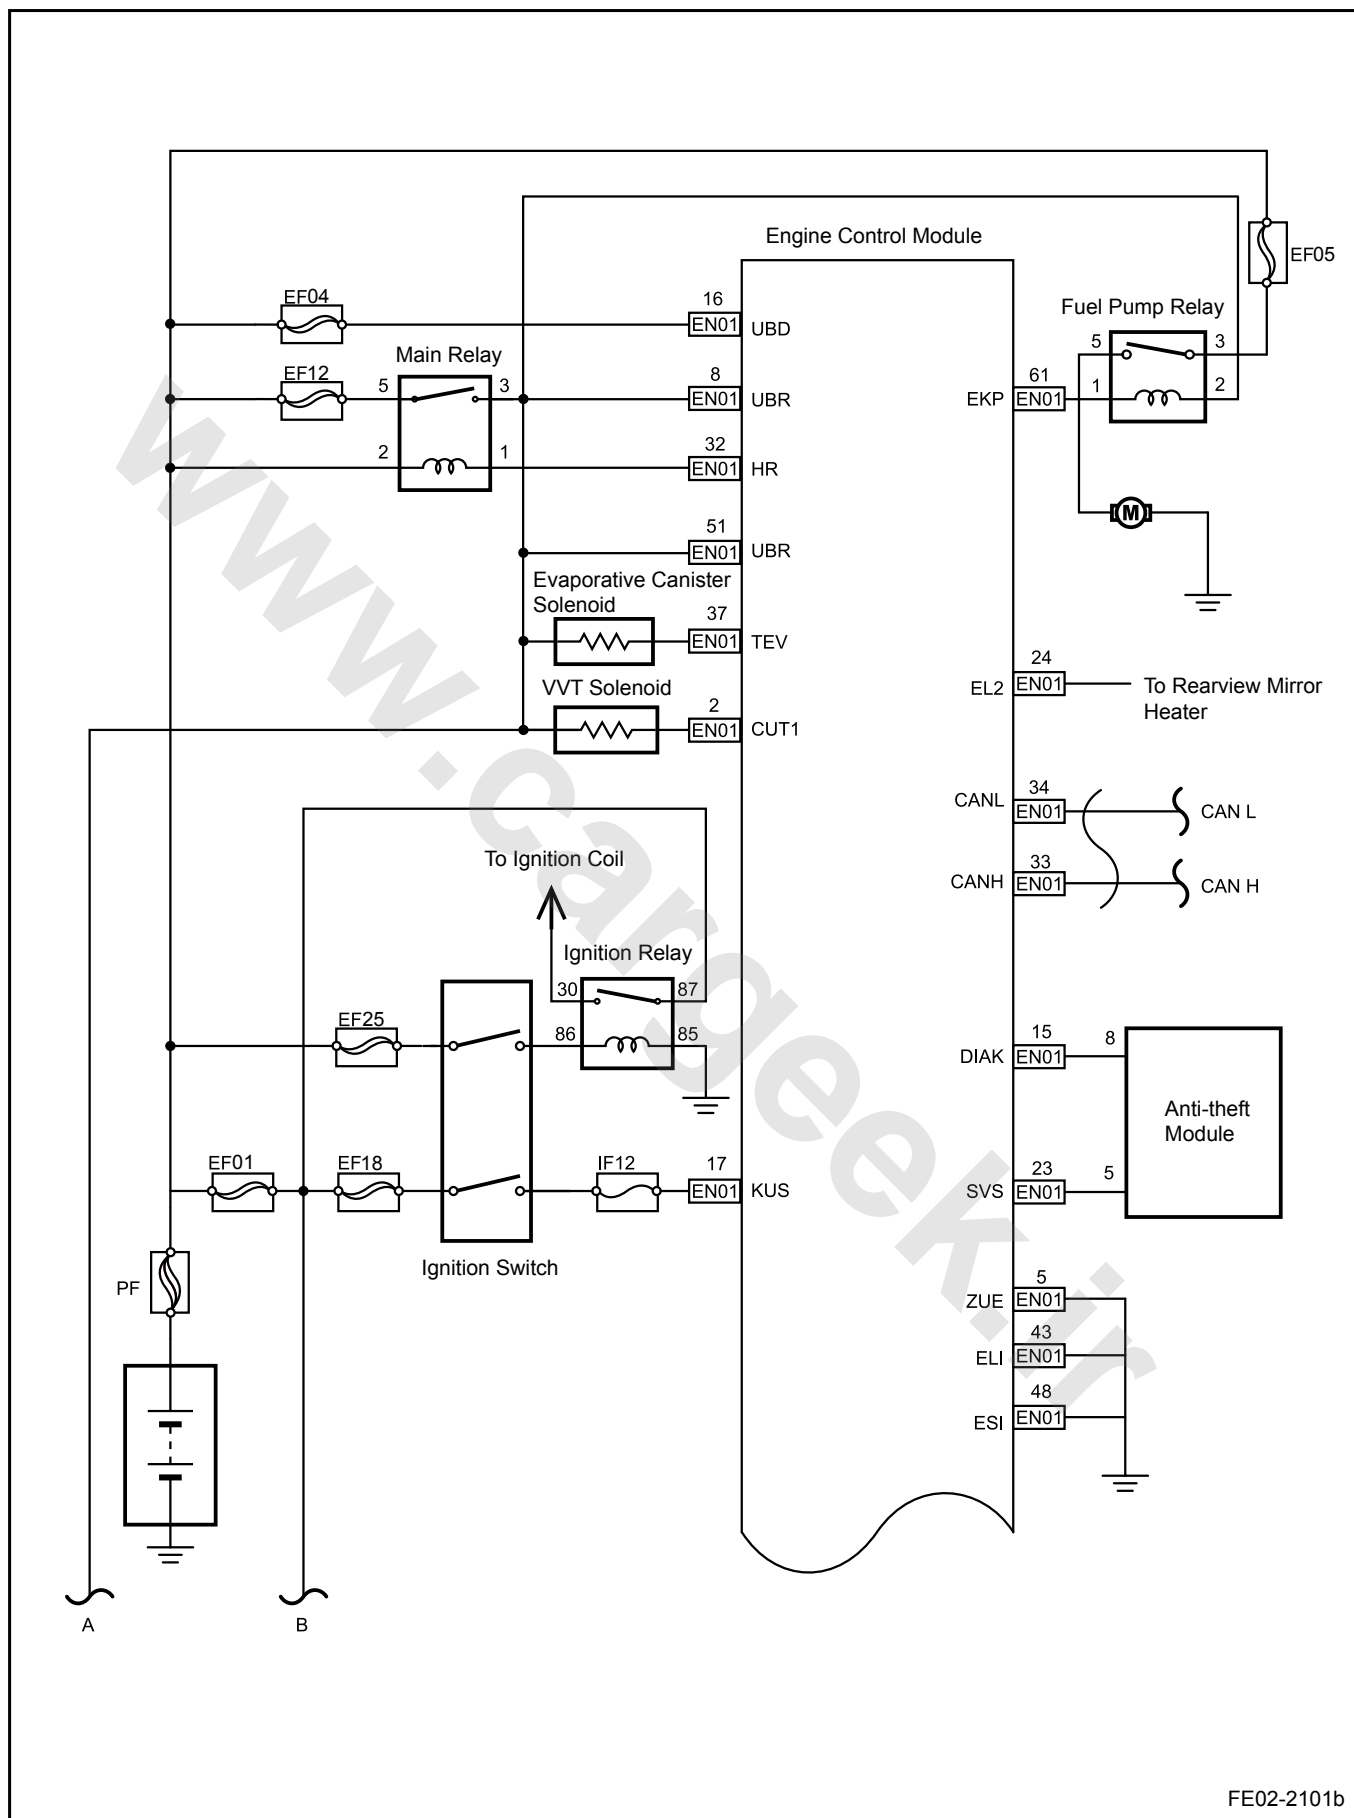 Engine Control Module
EF05
EF04
16
EN01
UBD
Fuel Pump Relay
Main Relay
5
3
EF12
5
3
8
EN01
UBR
61
EKP
EN01
1
2
2
1
32
EN01
HR
M
51
EN01
UBR
Evaporative Canister
Solenoid
37
EN01
TEV
24
EL2
EN01
To Rearview Mirror
Heater
VVT Solenoid
2
EN01
CUT1
34
CANL
EN01
CAN L
33
CANH
EN01
CAN H
To Ignition Coil
Ignition Relay
30
87
EF25
86
85
15
DIAK
EN01
8
Anti-theft
Module
EF01
EF18
IF12
17
EN01
KUS
23
SVS
EN01
5
Ignition Switch
PF
5
ZUE
EN01
43
ELI
EN01
48
ESI
EN01
A
B
FE02-2101b
www.cargeek.ir